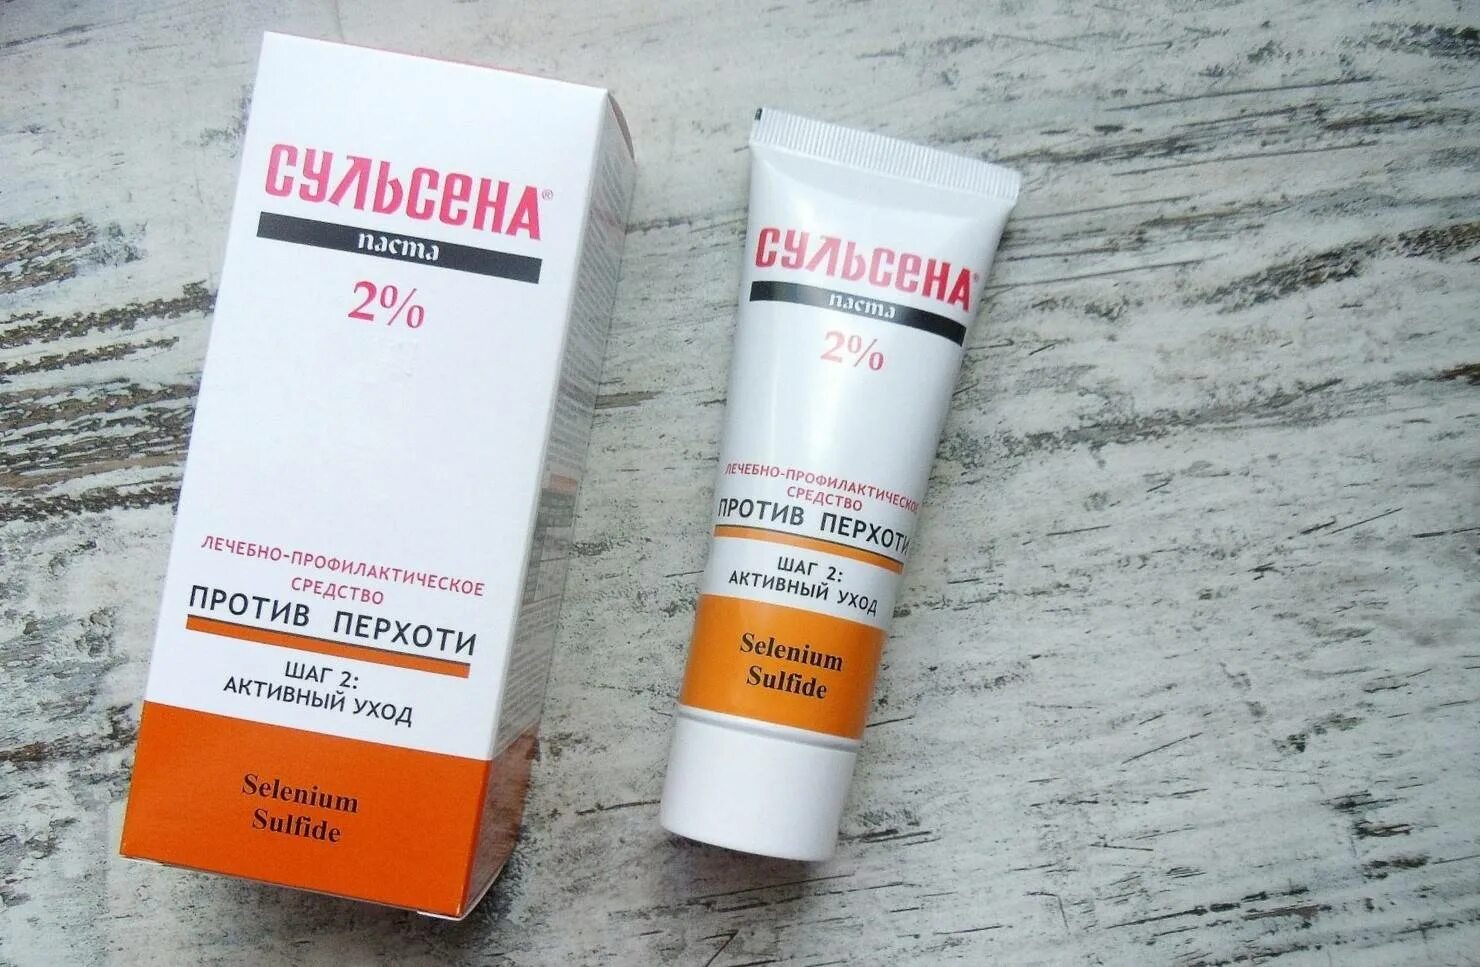 СУЛЬСЕНА®
паста
2%
ЛЕЧЕБНО-ПРОФИЛАКТИЧЕСКОЕ
СРЕДСТВО
ПРОТИВ ПЕРХОТИ
ШАГ 2:
АКТИВНЫЙ УХОД
Selenium
Sulfide
СУЛЬСЕНА®
паста
2%
ЛЕЧЕБНО-ПРОФИЛАКТИЧЕСКОЕ
СРЕДСТВО
ПРОТИВ ПЕРХОТИ
ШАГ 2:
АКТИВНЫЙ УХОД
Selenium
Sulfide